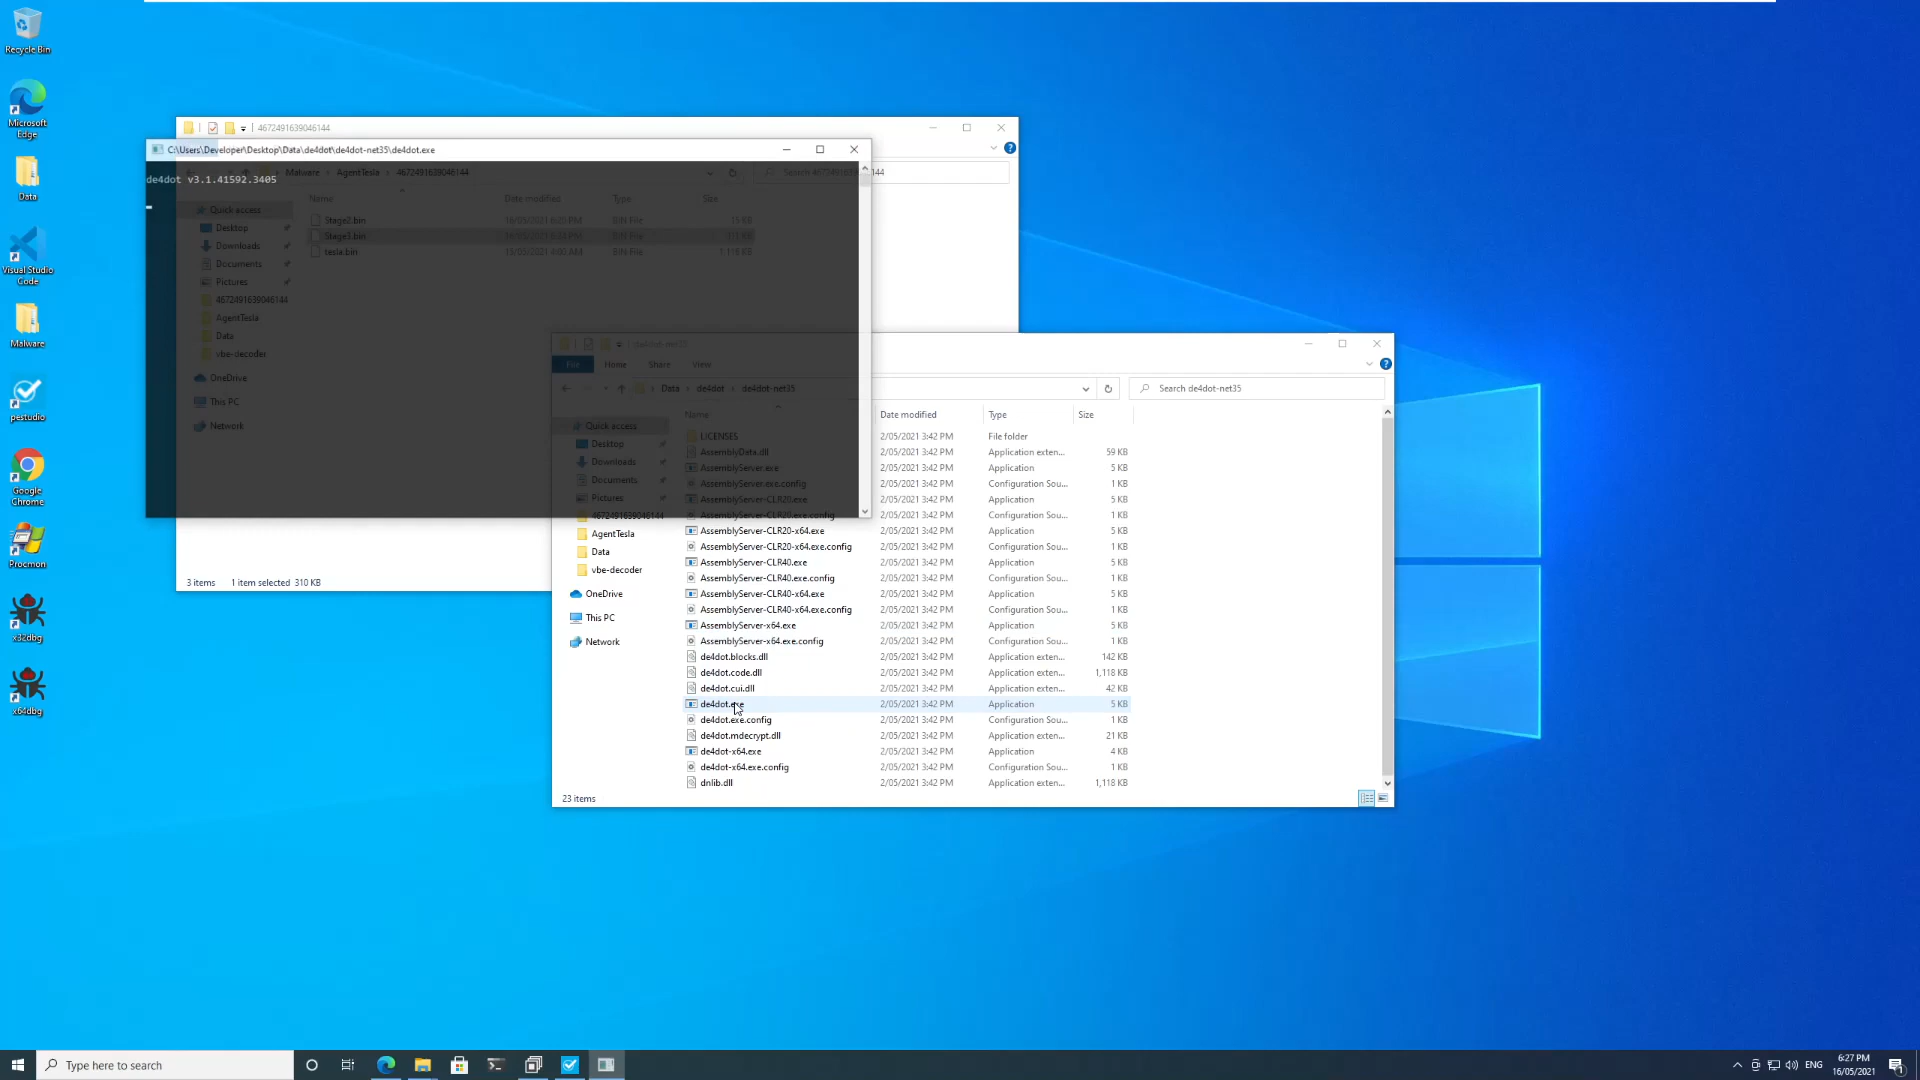 Recycle Bin
Microsoft
Edge
Data
Visual Studio
Code
Malware
pestudio
Google
Chrome
Procmon
x32dbg
x64dbg
4672491639046144
C:\Users\Developer\Desktop\Data\de4dot\de4dot-net35\de4dot.exe
de4dot v3.1.41592.3405
Malware
AgentTesla
4672491639046144
Search 4672491639046144
Name
Date modified
Type
Size
Quick access
Desktop
Downloads
Documents
Pictures
4672491639046144
AgentTesla
Data
vbe-decoder
OneDrive
This PC
Network
Stage2.bin
BIN File
15 KB
Stage3.bin
BIN File
311 KB
tesla.bin
BIN File
1,118 KB
3 items
1 item selected 310 KB
de4dot-net35
File
Home
Share
View
Data
de4dot
de4dot-net35
Search de4dot-net35
Name
Date modified
Type
Size
Quick access
Desktop
Downloads
Documents
Pictures
4672491639046144
AgentTesla
Data
vbe-decoder
OneDrive
This PC
Network
LICENSES 2/05/2021 3:42 PM File folder
AssemblyData.dll 2/05/2021 3:42 PM Application exten... 59 KB
AssemblyServer.exe 2/05/2021 3:42 PM Application 5 KB
AssemblyServer.exe.config 2/05/2021 3:42 PM Configuration Sou... 1 KB
AssemblyServer-CLR20.exe 2/05/2021 3:42 PM Application 5 KB
AssemblyServer-CLR20.exe.config 2/05/2021 3:42 PM Configuration Sou... 1 KB
AssemblyServer-CLR20-x64.exe 2/05/2021 3:42 PM Application 5 KB
AssemblyServer-CLR20-x64.exe.config 2/05/2021 3:42 PM Configuration Sou... 1 KB
AssemblyServer-CLR40.exe 2/05/2021 3:42 PM Application 5 KB
AssemblyServer-CLR40.exe.config 2/05/2021 3:42 PM Configuration Sou... 1 KB
AssemblyServer-CLR40-x64.exe 2/05/2021 3:42 PM Application 5 KB
AssemblyServer-CLR40-x64.exe.config 2/05/2021 3:42 PM Configuration Sou... 1 KB
AssemblyServer-x64.exe 2/05/2021 3:42 PM Application 5 KB
AssemblyServer-x64.exe.config 2/05/2021 3:42 PM Configuration Sou... 1 KB
de4dot.blocks.dll 2/05/2021 3:42 PM Application exten... 142 KB
de4dot.code.dll 2/05/2021 3:42 PM Application exten... 1,118 KB
de4dot.cui.dll 2/05/2021 3:42 PM Application exten... 42 KB
de4dot.exe 2/05/2021 3:42 PM Application 5 KB
de4dot.exe.config 2/05/2021 3:42 PM Configuration Sou... 1 KB
de4dot.mdecrypt.dll 2/05/2021 3:42 PM Application exten... 21 KB
de4dot-x64.exe 2/05/2021 3:42 PM Application 4 KB
de4dot-x64.exe.config 2/05/2021 3:42 PM Configuration Sou... 1 KB
dnlib.dll 2/05/2021 3:42 PM Application exten... 1,118 KB
23 items
Type here to search
ENG
6:27 PM
16/05/2021